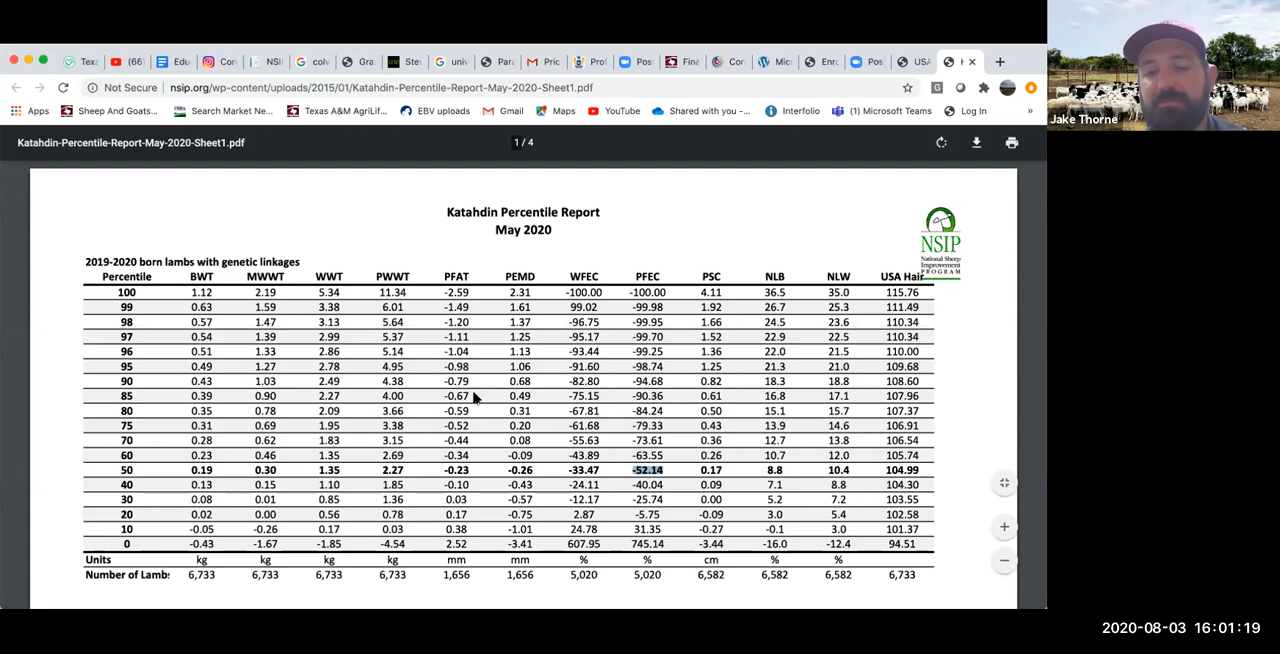 Texa
(66
Edu
Con
NSI
colv
Gra
Stev
univ
Para
Pric
Prof
Pos
Fina
Cor
Mic
Enro
Pos
USA
Not Secure | nsip.org/wp-content/uploads/2015/01/Katahdin-Percentile-Report-May-2020-Sheet1.pdf
Apps Sheep And Goats... Search Market Ne... Texas A&M AgriLif... EBV uploads Gmail Maps YouTube Shared with you -... Interfolio (1) Microsoft Teams Log In »
Jake Thorne
Katahdin-Percentile-Report-May-2020-Sheet1.pdf 1 / 4
Katahdin Percentile Report
May 2020
NSIP
National Sheep
Improvement
PROGRAM
2019-2020 born lambs with genetic linkages
Percentile BWT MWWT WWT PWWT PFAT PEMD WFEC PFEC PSC NLB NLW USA Hair
100 1.12 2.19 5.34 11.34 -2.59 2.31 -100.00 -100.00 4.11 36.5 35.0 115.76
99 0.63 1.59 3.38 6.01 -1.49 1.61 99.02 -99.98 1.92 26.7 25.3 111.49
98 0.57 1.47 3.13 5.64 -1.20 1.37 -96.75 -99.95 1.66 24.5 23.6 110.34
97 0.54 1.39 2.99 5.37 -1.11 1.25 -95.17 -99.70 1.52 22.9 22.5 110.34
96 0.51 1.33 2.86 5.14 -1.04 1.13 -93.44 -99.25 1.36 22.0 21.5 110.00
95 0.49 1.27 2.78 4.95 -0.98 1.06 -91.60 -98.74 1.25 21.3 21.0 109.68
90 0.43 1.03 2.49 4.38 -0.79 0.68 -82.80 -94.68 0.82 18.3 18.8 108.60
85 0.39 0.90 2.27 4.00 -0.67 0.49 -75.15 -90.36 0.61 16.8 17.1 107.96
80 0.35 0.78 2.09 3.66 -0.59 0.31 -67.81 -84.24 0.50 15.1 15.7 107.37
75 0.31 0.69 1.95 3.38 -0.52 0.20 -61.68 -79.33 0.43 13.9 14.6 106.91
70 0.28 0.62 1.83 3.15 -0.44 0.08 -55.63 -73.61 0.36 12.7 13.8 106.54
60 0.23 0.46 1.35 2.69 -0.34 -0.09 -43.89 -63.55 0.26 10.7 12.0 105.74
50 0.19 0.30 1.35 2.27 -0.23 -0.26 -33.47 -52.14 0.17 8.8 10.4 104.99
40 0.13 0.15 1.10 1.85 -0.10 -0.43 -24.11 -40.04 0.09 7.1 8.8 104.30
30 0.08 0.01 0.85 1.36 0.03 -0.57 -12.17 -25.74 0.00 5.2 7.2 103.55
20 0.02 0.00 0.56 0.78 0.17 -0.75 2.87 -5.75 -0.09 3.0 5.4 102.58
10 -0.05 -0.26 0.17 0.03 0.38 -1.01 24.78 31.35 -0.27 -0.1 3.0 101.37
0 -0.43 -1.67 -1.85 -4.54 2.52 -3.41 607.95 745.14 -3.44 -16.0 -12.4 94.51
Units kg kg kg kg mm mm % % cm % %
Number of Lambs 6,733 6,733 6,733 6,733 1,656 1,656 5,020 5,020 6,582 6,582 6,582 6,733
2020-08-03 16:01:19